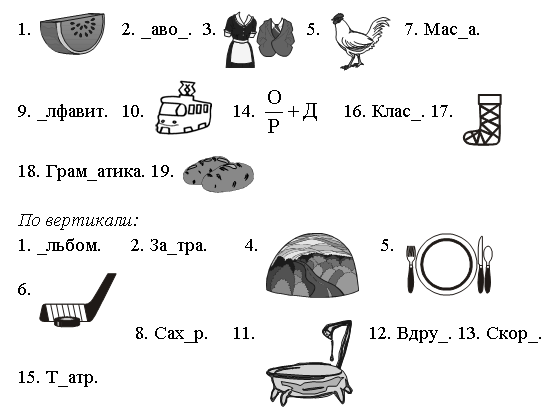 1. 2. _аво_. 3. 5. 7. Мас_а.
9. _лфавит. 10. 14. О/Р + Д 16. Клас_. 17.
18. Грам_атика. 19.
По вертикали:
1. _льбом. 2. За_тра. 4. 5.
6.
8. Сах_р. 11. 12. Вдру_. 13. Скор_.
15. Т_атр.